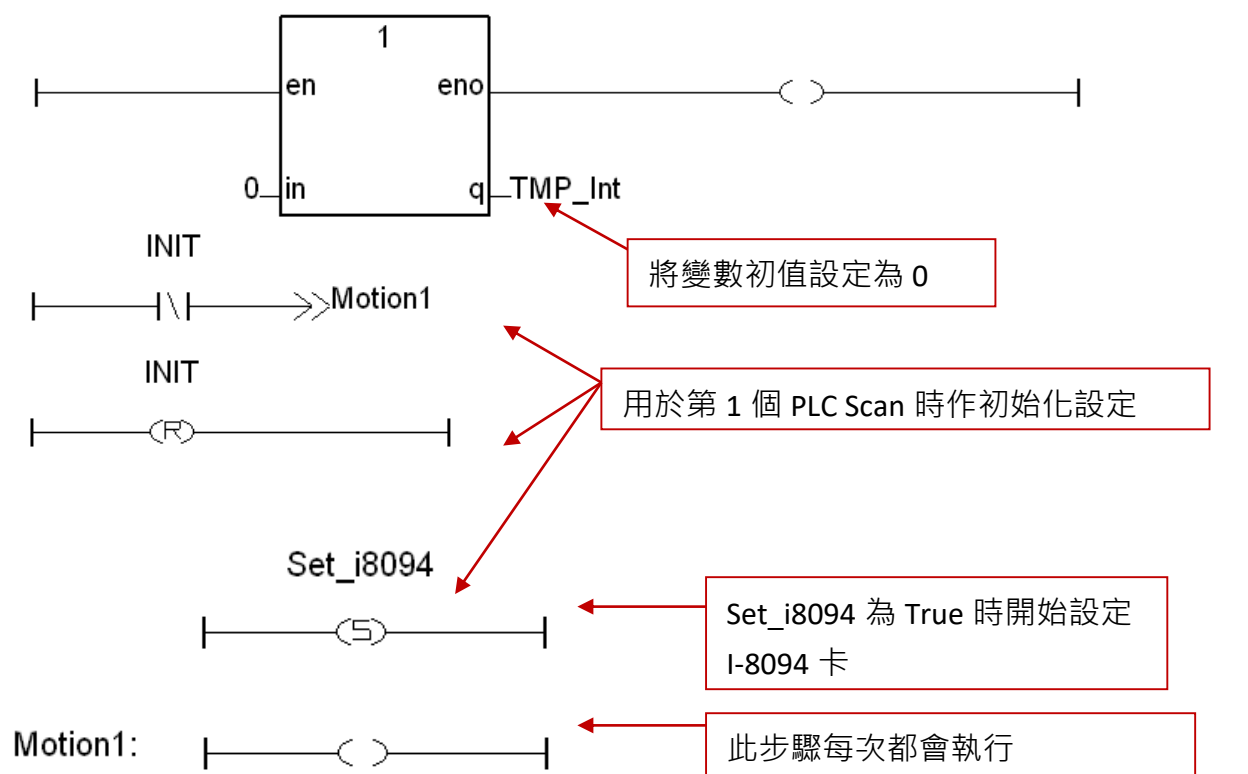 1
en eno
0 in q TMP_Int
將變數初值設定為 0
INIT
Motion1
INIT
用於第 1 個 PLC Scan 時作初始化設定
R
Set_i8094
S
Set_i8094 為 True 時開始設定
I-8094 卡
Motion1:
此步驟每次都會執行